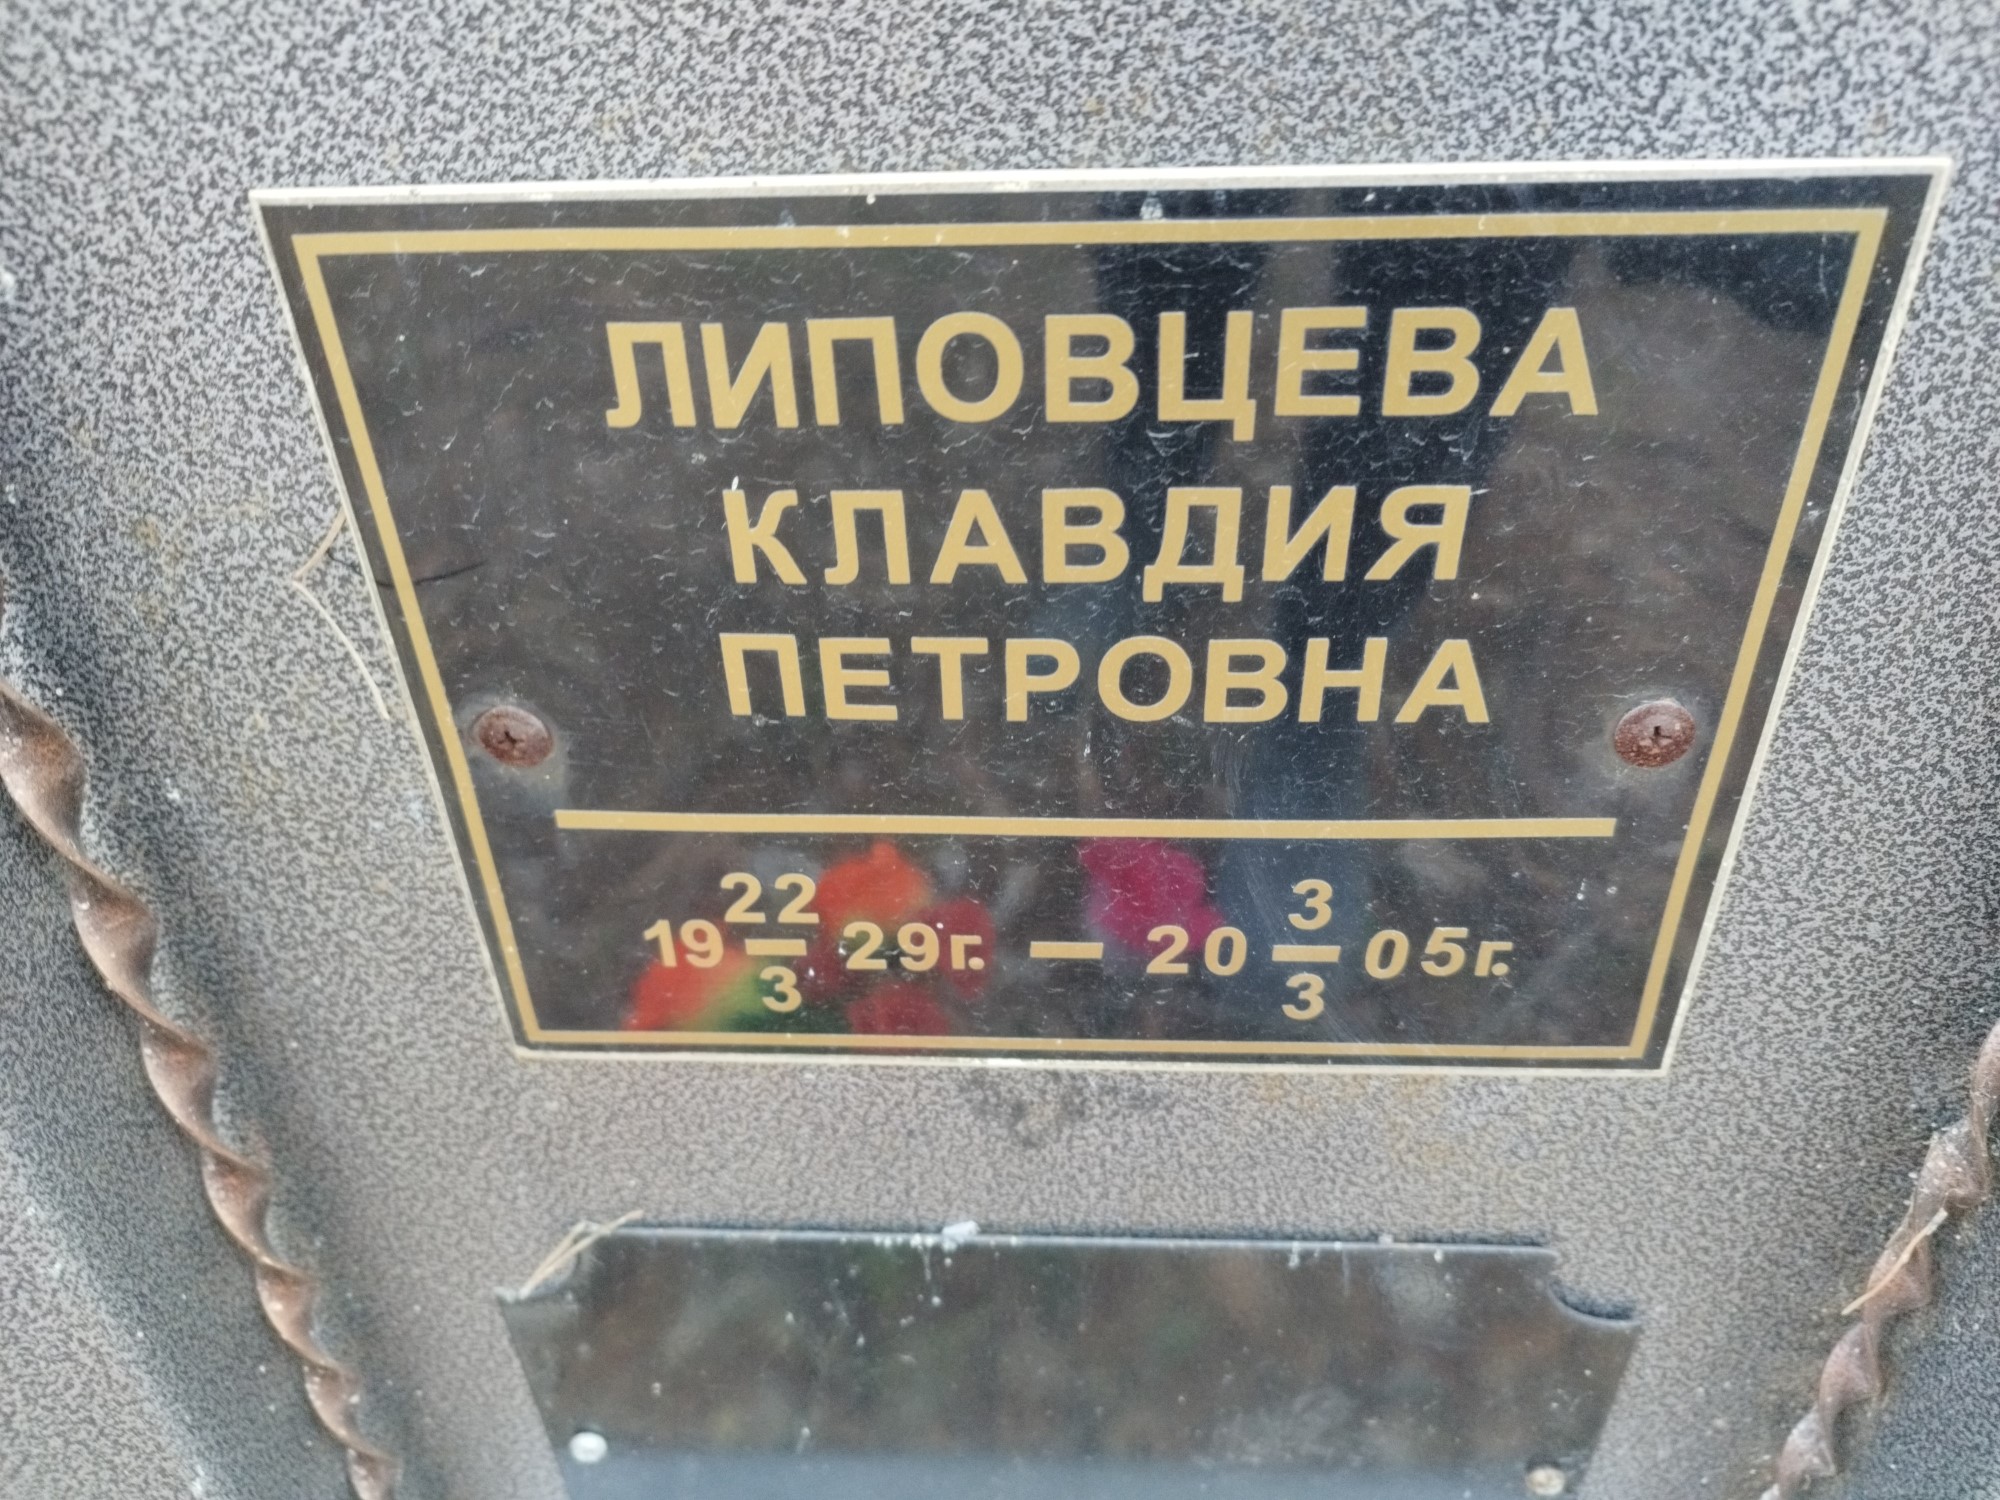 ЛИПОВЦЕВА
КЛАВДИЯ
ПЕТРОВНА
19 22/3 29г. — 20 3/3 05г.